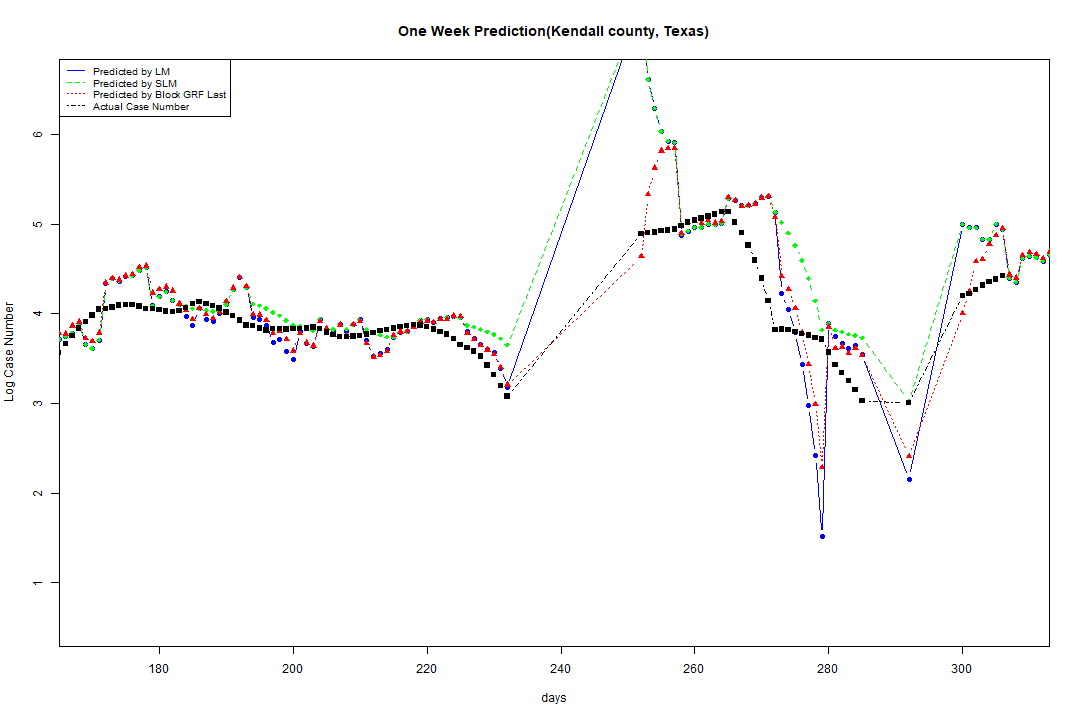 One Week Prediction(Kendall county, Texas)
Predicted by LM
Predicted by SLM
Predicted by Block GRF Last
Actual Case Number
6
5
4
3
2
1
Log Case Number
180 200 220 240 260 280 300
days